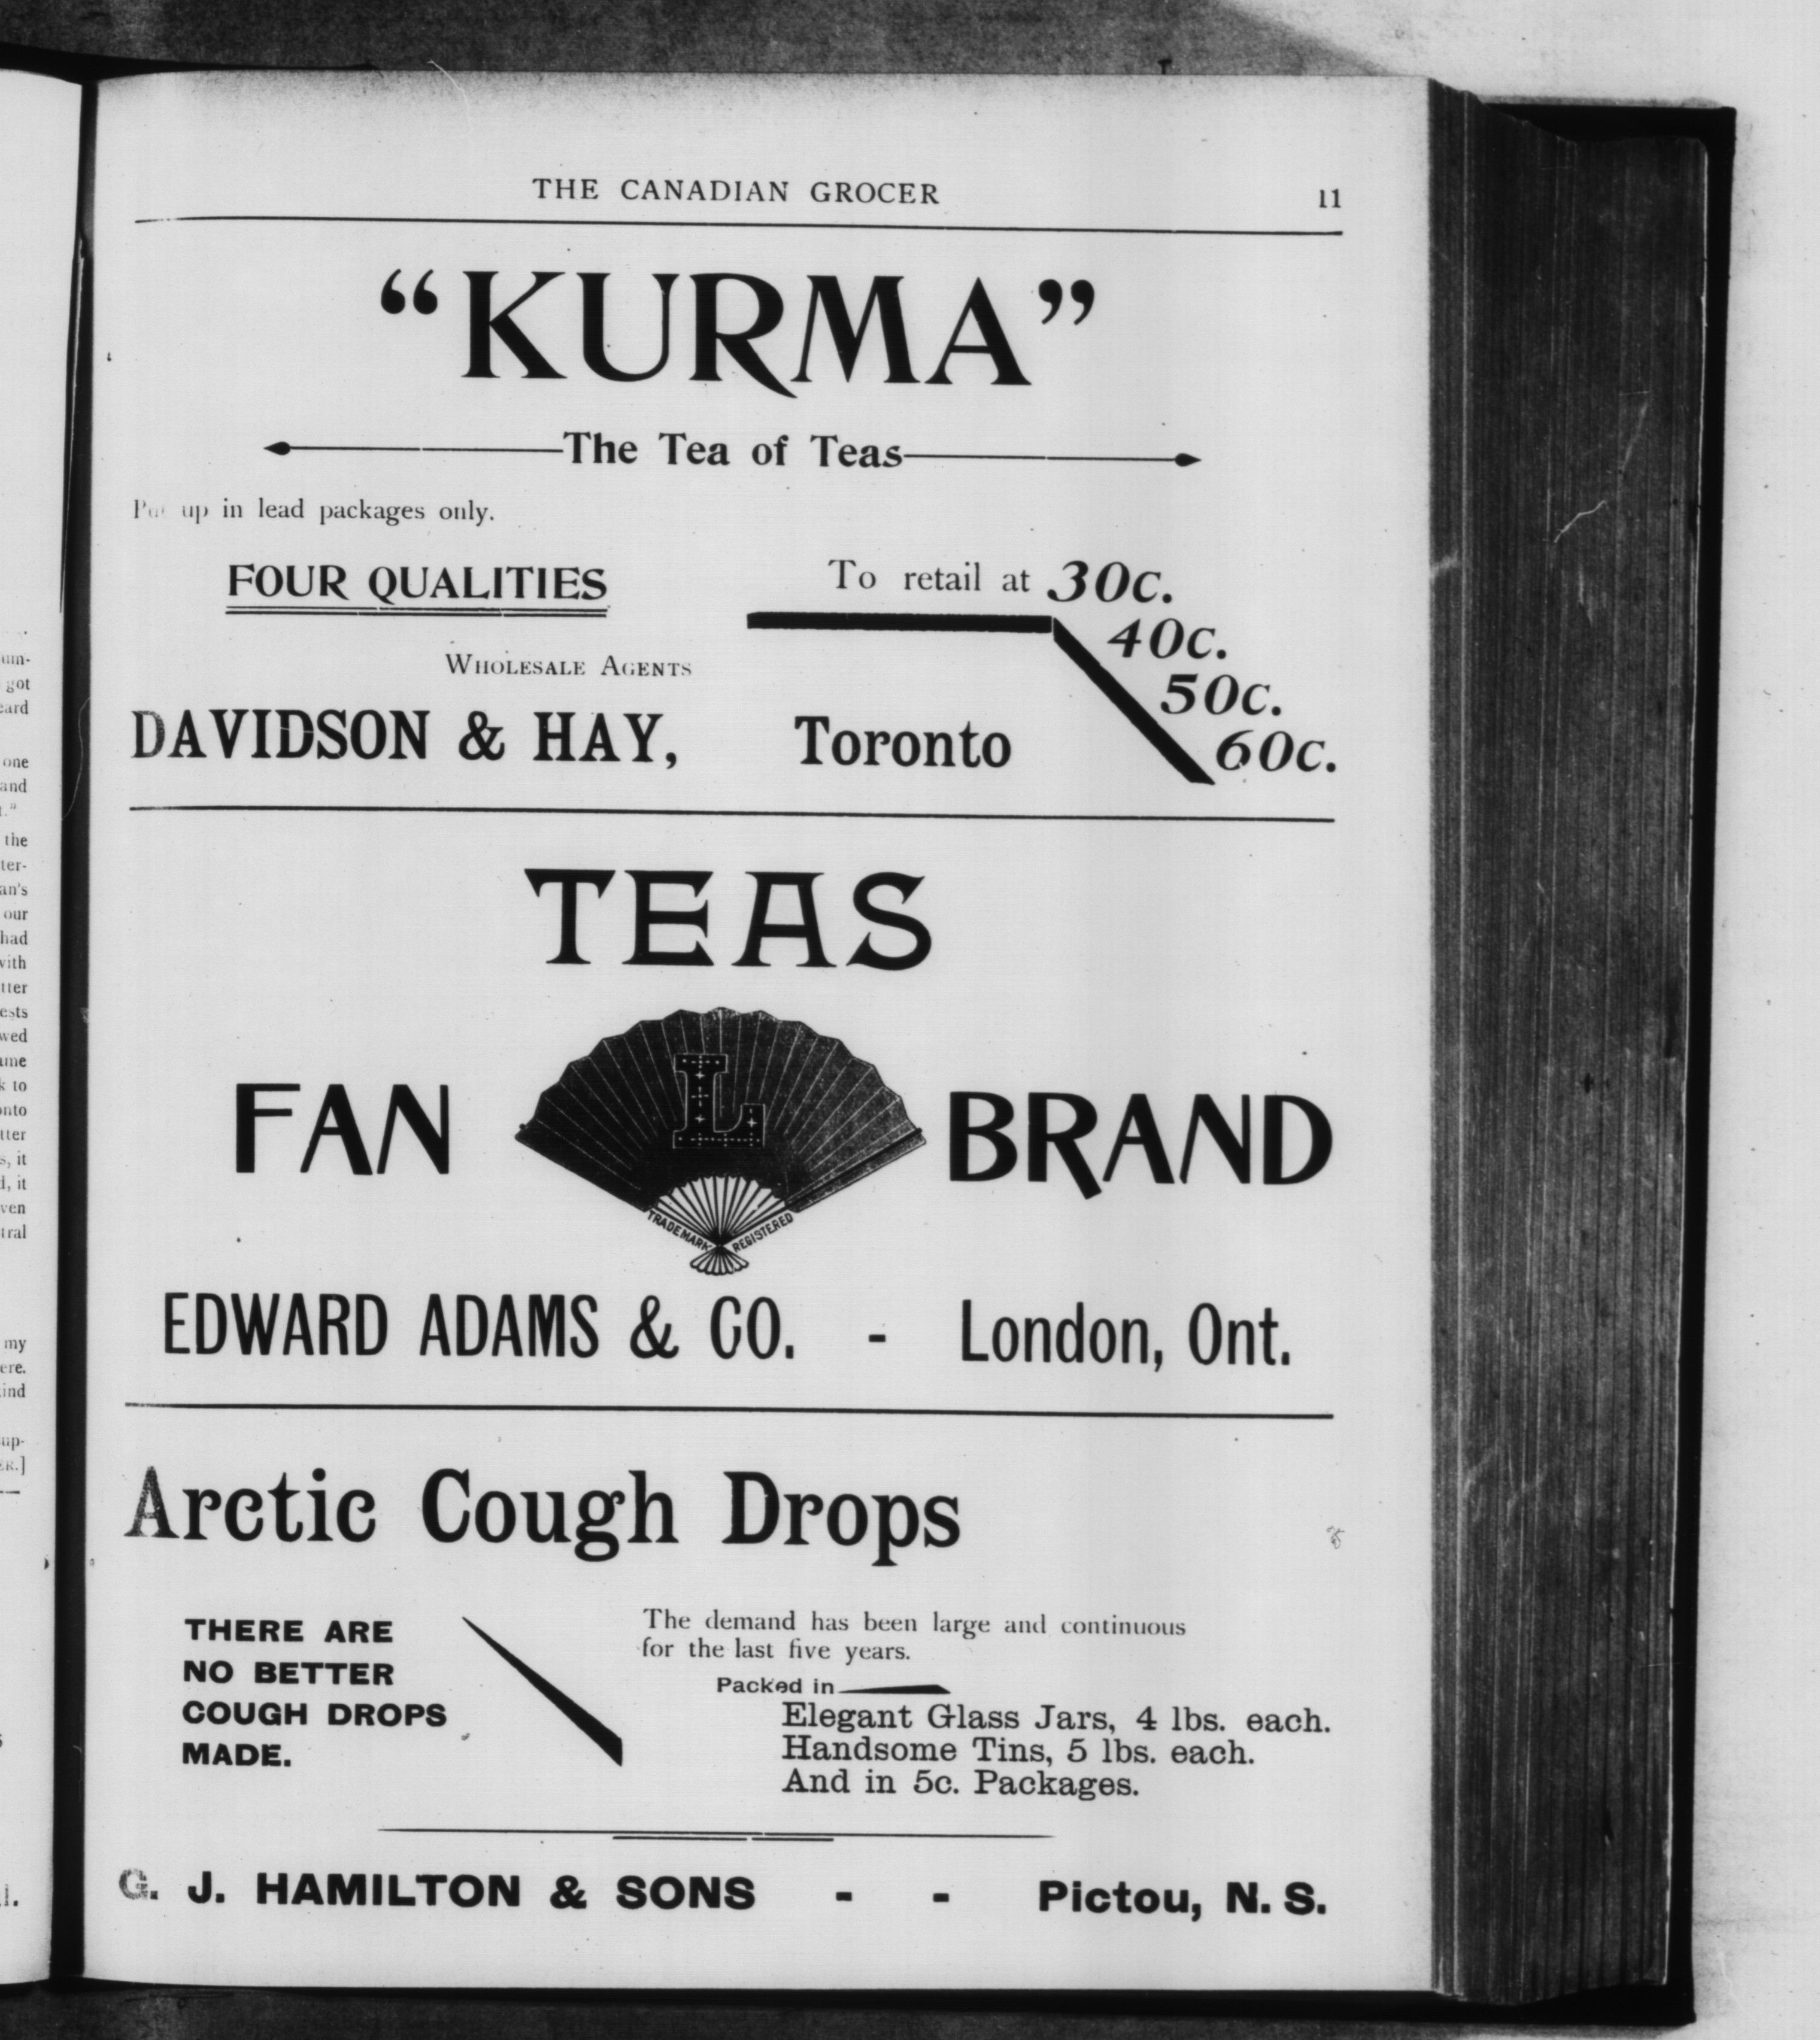 THE CANADIAN GROCER 11
"KURMA"
The Tea of Teas
Put up in lead packages only.
FOUR QUALITIES
To retail at 30c.
40c.
50c.
60c.
WHOLESALE AGENTS
DAVIDSON & HAY, Toronto
TEAS
FAN L BRAND
TRADE MARK REGISTERED
EDWARD ADAMS & CO. - London, Ont.
Arctic Cough Drops
THERE ARE
NO BETTER
COUGH DROPS
MADE.
The demand has been large and continuous
for the last five years.
Packed in
Elegant Glass Jars, 4 lbs. each.
Handsome Tins, 5 lbs. each.
And in 5c. Packages.
G. J. HAMILTON & SONS - - Pictou, N. S.